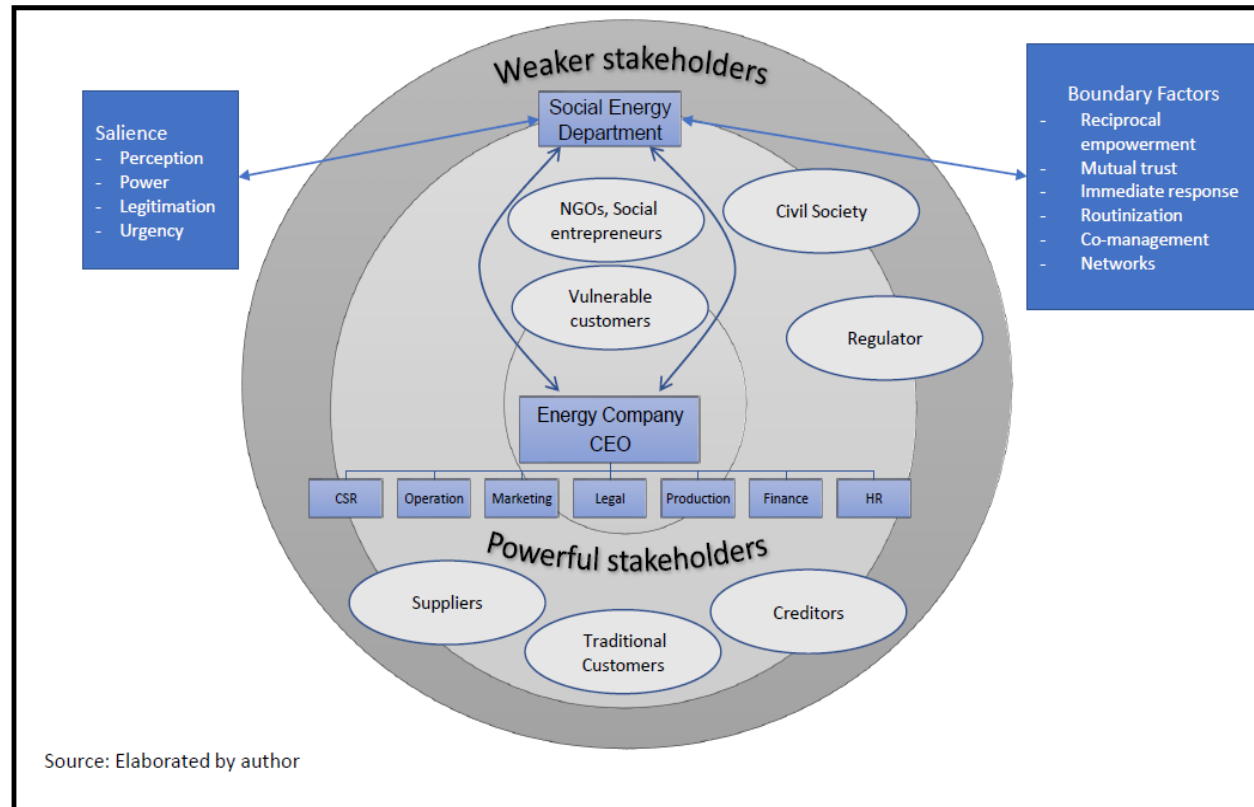 Weaker stakeholders
Social Energy
Department
Salience
- Perception
- Power
- Legitimation
- Urgency
Boundary Factors
- Reciprocal
empowerment
- Mutual trust
- Immediate response
- Routinization
- Co-management
- Networks
NGOs, Social
entrepreneurs
Civil Society
Vulnerable
customers
Regulator
Energy Company
CEO
CSR
Operation
Marketing
Legal
Production
Finance
HR
Powerful stakeholders
Suppliers
Traditional
Customers
Creditors
Source: Elaborated by author